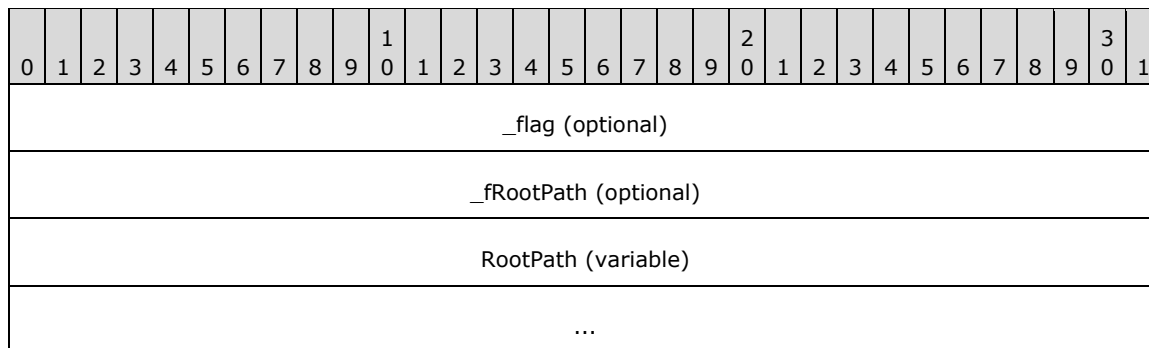 1 2 3
0 1 2 3 4 5 6 7 8 9 0 1 2 3 4 5 6 7 8 9 0 1 2 3 4 5 6 7 8 9 0 1
_flag (optional)
_fRootPath (optional)
RootPath (variable)
...